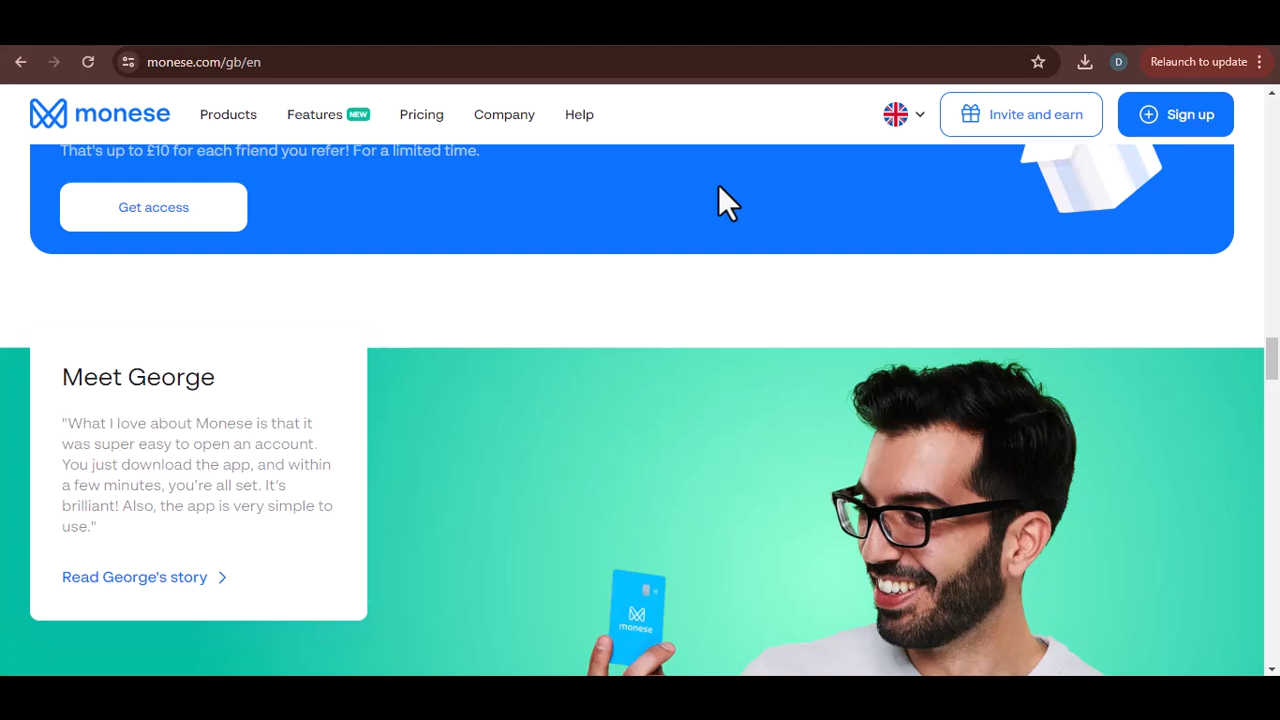 monese.com/gb/en
D
Relaunch to update
monese
Products
Features NEW
Pricing
Company
Help
Invite and earn
Sign up
That's up to £10 for each friend you refer! For a limited time.
Get access
Meet George
"What I love about Monese is that it
was super easy to open an account.
You just download the app, and within
a few minutes, you're all set. It's
brilliant! Also, the app is very simple to
use."
Read George's story
monese